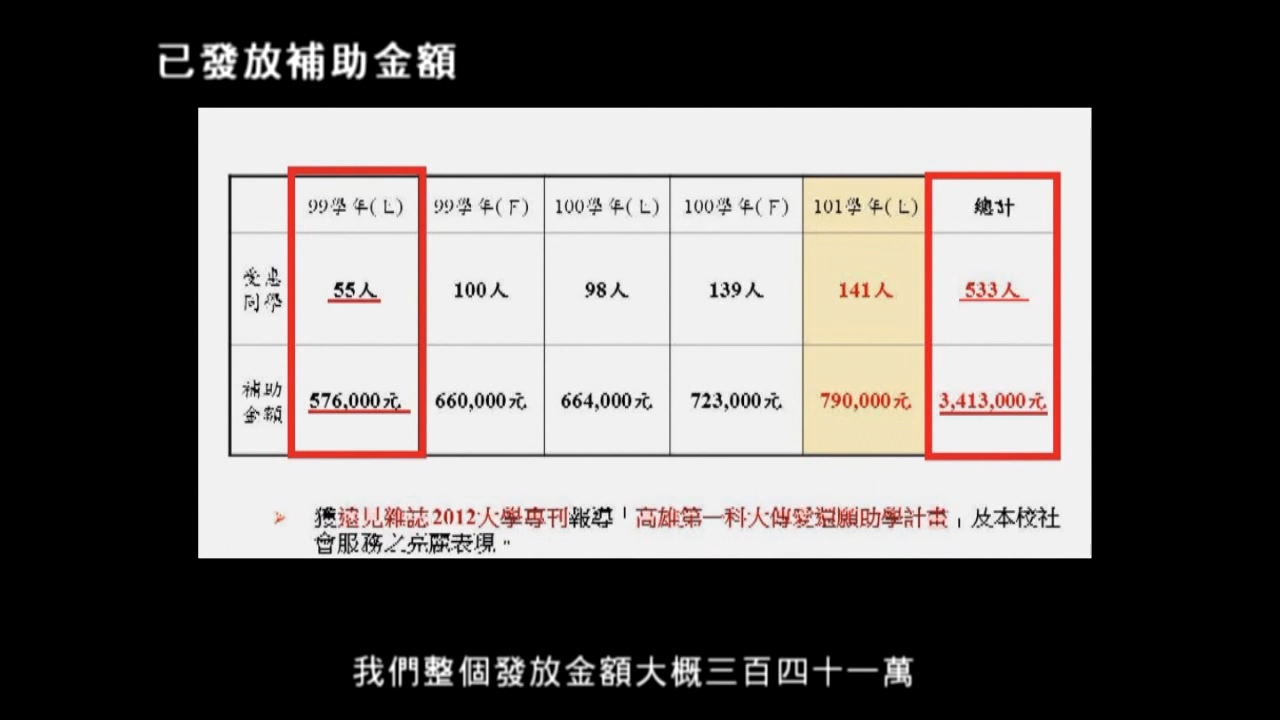 已發放補助金額
99學年(上) 99學年(下) 100學年(上) 100學年(下) 101學年(上) 總計
受惠同學 55人 100人 98人 139人 141人 533人
補助金額 576,000元 660,000元 664,000元 723,000元 790,000元 3,413,000元
獲遠見雜誌2012大學專刊報導「高雄第一科大傳愛還願助學計畫」及本校社
會服務之亮麗表現。
我們整個發放金額大概三百四十一萬